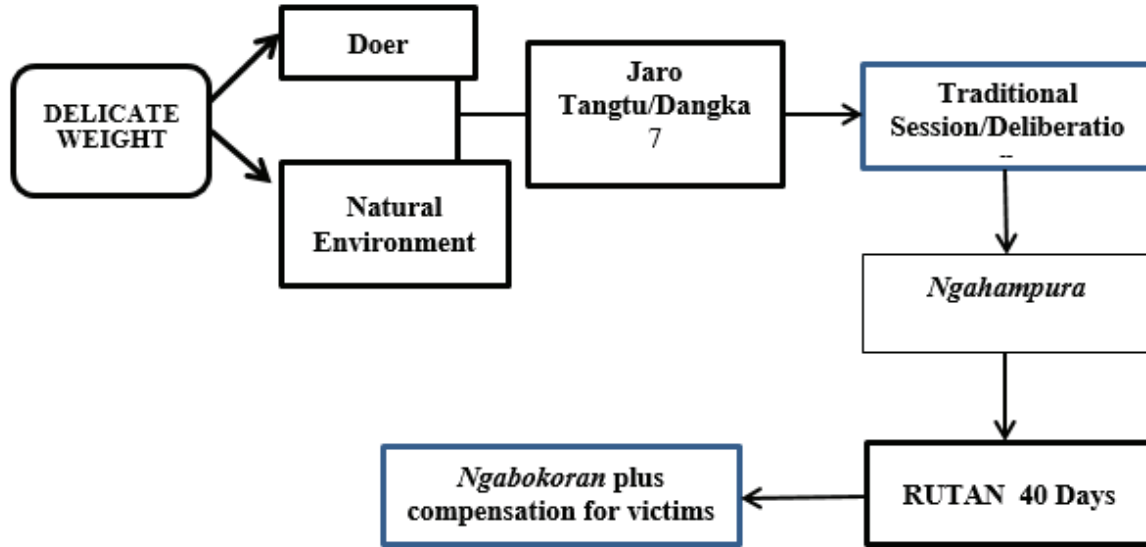 DELICATE
WEIGHT
Doer
Natural
Environment
Jaro
Tangtu/Dangka
7
Traditional
Session/Deliberatio
Ngahampura
RUTAN 40 Days
Ngabokoran plus
compensation for victims